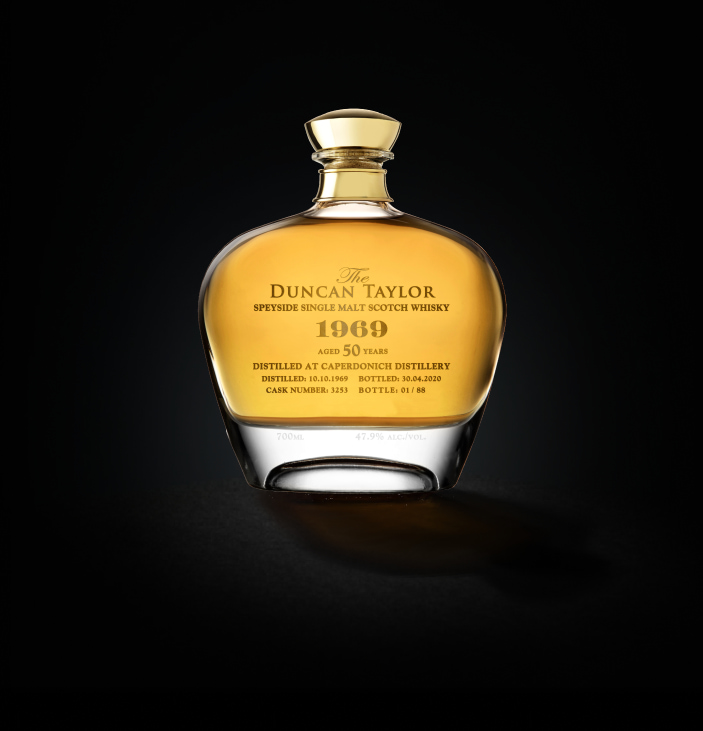 The
DUNCAN TAYLOR
SPEYSIDE SINGLE MALT SCOTCH WHISKY
1969
AGED 50 YEARS
DISTILLED AT CAPERDONICH DISTILLERY
DISTILLED: 10.10.1969 BOTTLED: 30.04.2020
CASK NUMBER: 3253 BOTTLE: 01 / 88
700ML 47.9% ALC./VOL.